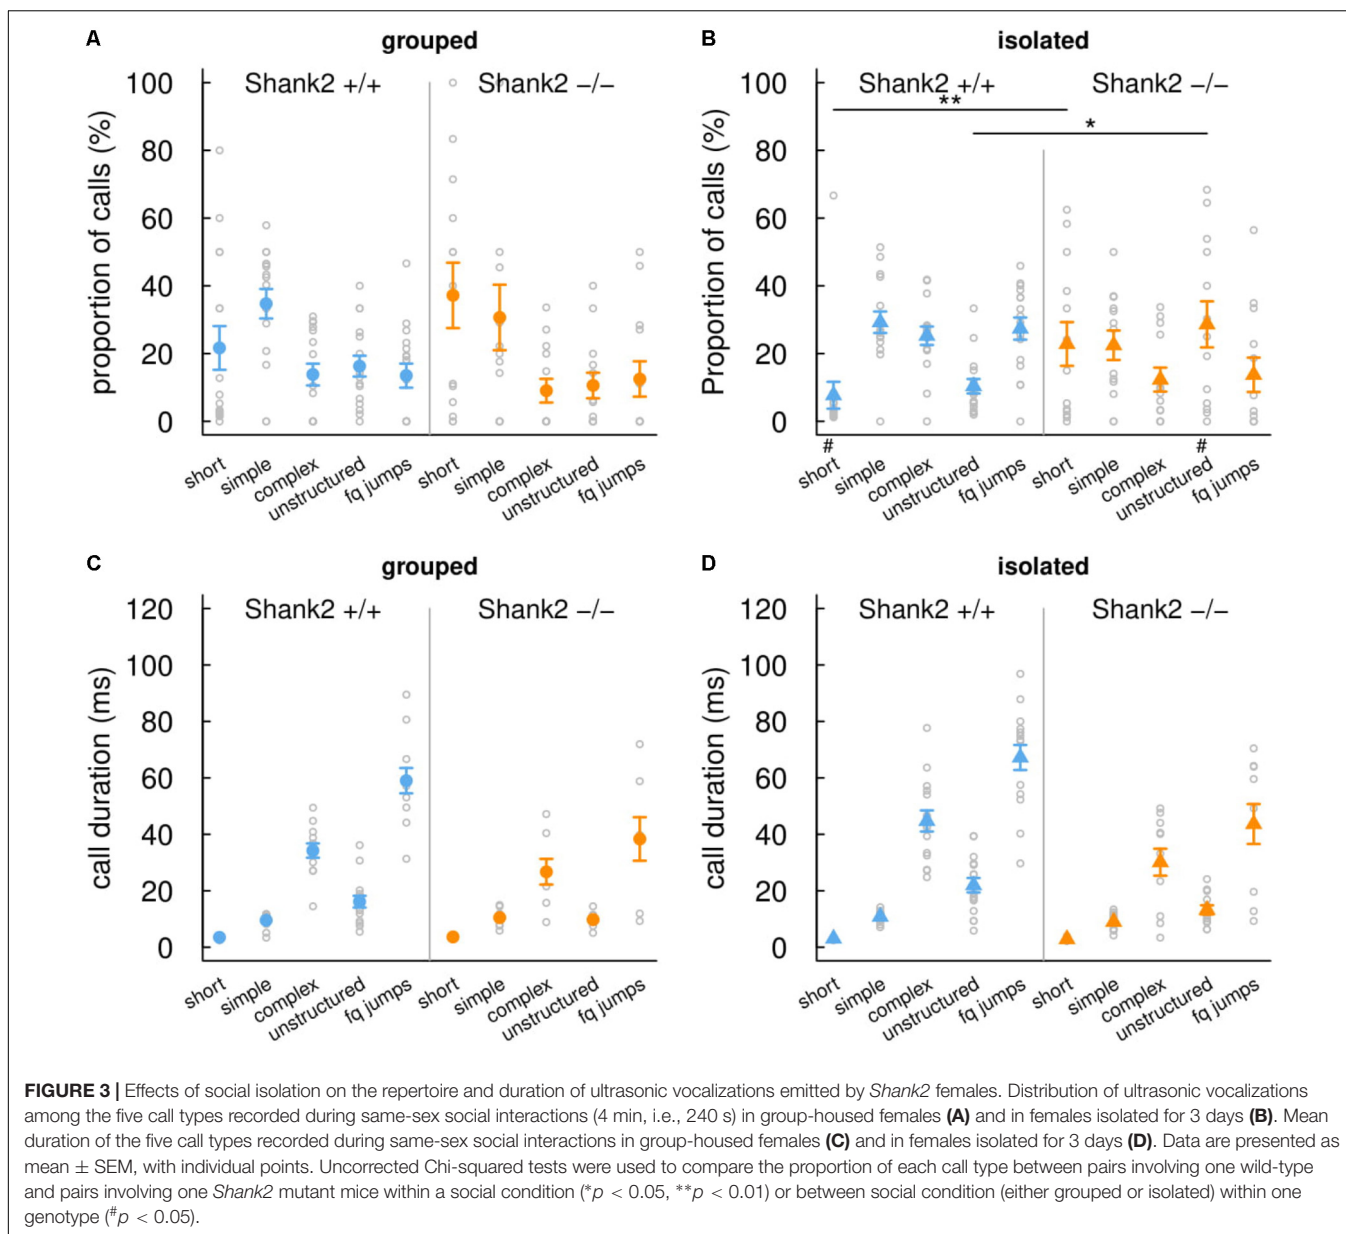 A
grouped
Shank2 +/+
Shank2 −/−
proportion of calls (%)
100
80
60
40
20
0
short
simple
complex
unstructured
fq jumps
short
simple
complex
unstructured
fq jumps
B
isolated
Shank2 +/+
Shank2 −/−
**
*
Proportion of calls (%)
100
80
60
40
20
0
#
#
short
simple
complex
unstructured
fq jumps
short
simple
complex
unstructured
fq jumps
C
grouped
Shank2 +/+
Shank2 −/−
call duration (ms)
120
100
80
60
40
20
0
short
simple
complex
unstructured
fq jumps
short
simple
complex
unstructured
fq jumps
D
isolated
Shank2 +/+
Shank2 −/−
call duration (ms)
120
100
80
60
40
20
0
short
simple
complex
unstructured
fq jumps
short
simple
complex
unstructured
fq jumps
FIGURE 3 | Effects of social isolation on the repertoire and duration of ultrasonic vocalizations emitted by Shank2 females. Distribution of ultrasonic vocalizations
among the five call types recorded during same-sex social interactions (4 min, i.e., 240 s) in group-housed females (A) and in females isolated for 3 days (B). Mean
duration of the five call types recorded during same-sex social interactions in group-housed females (C) and in females isolated for 3 days (D). Data are presented as
mean ± SEM, with individual points. Uncorrected Chi-squared tests were used to compare the proportion of each call type between pairs involving one wild-type
and pairs involving one Shank2 mutant mice within a social condition (*p < 0.05, **p < 0.01) or between social condition (either grouped or isolated) within one
genotype (#p < 0.05).